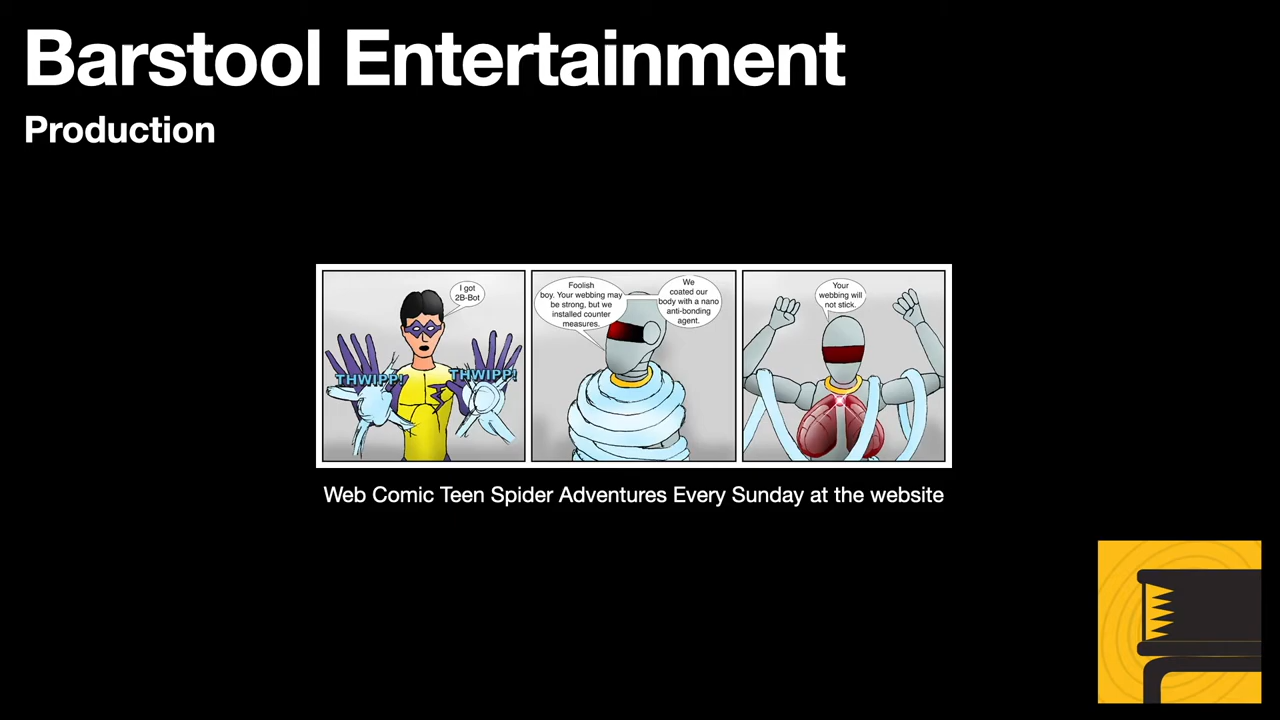 Barstool Entertainment
Production
I got
2B-Bot
THWIPP!
THWIPP!
Foolish
boy. Your webbing may
be strong, but we
installed counter
measures.
We
coated our
body with a nano
anti-bonding
agent.
Your
webbing will
not stick.
Web Comic Teen Spider Adventures Every Sunday at the website